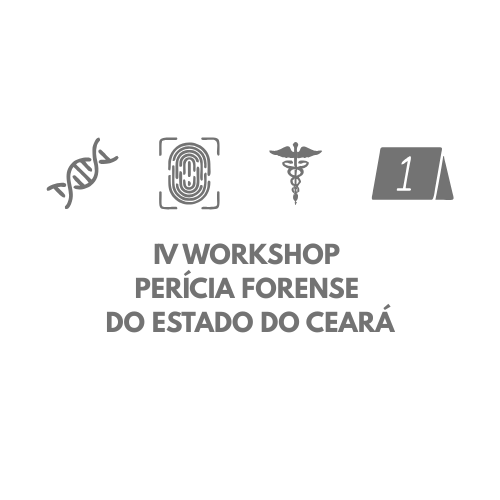 1
IV WORKSHOP
PERÍCIA FORENSE
DO ESTADO DO CEARÁ